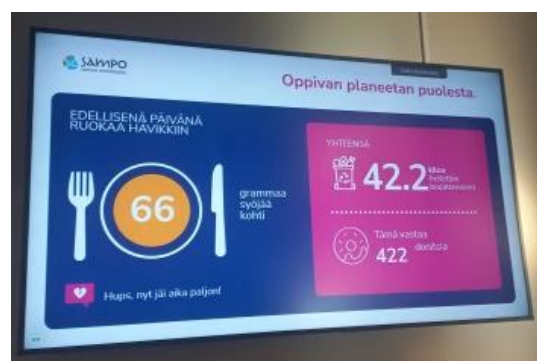 SAMPO
Oppivan planeetan puolesta.
EDELLISENÄ PÄIVÄNÄ
RUOKAA HÄVIKKIIN
66
grammaa
syöjää
kohti
Hups, nyt jäi aika paljon!
YHTEENSÄ
42.2 kiloa
Tämä vastaa
422 donitsia